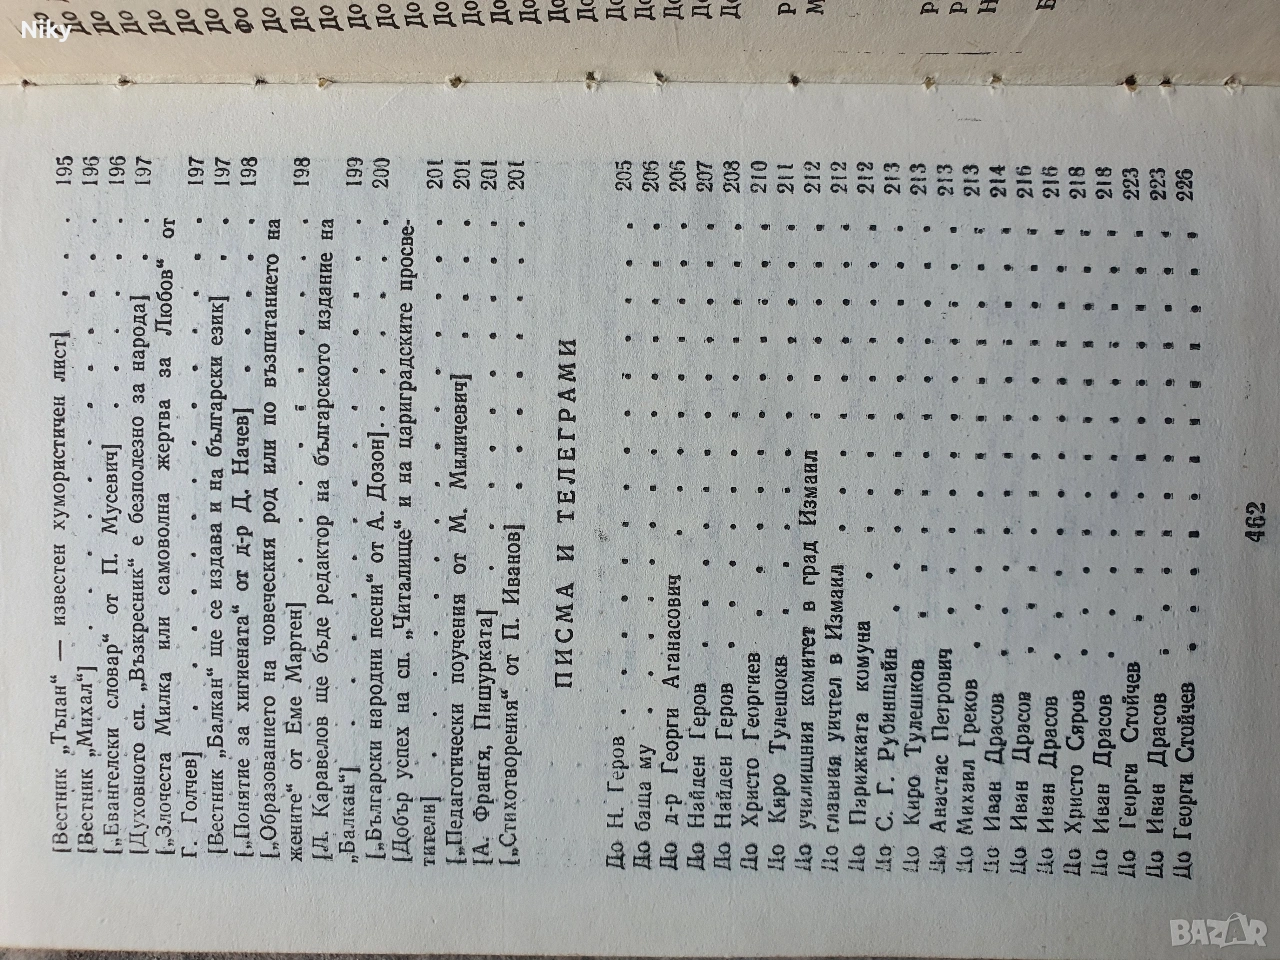 [Вестник „Тъпан“ — известен хумористичен лист] . . . 195
[Вестник „Михал“] . . . . . . . . . . 196
[„Евангелски словар“ от П. Мусевич] . . . . . . 196
[Духовното сп. „Възкресник“ е безполезно за народа] . . 197
[„Злочеста Милка или самоволна жертва за Любов“ от
Г. Голчев] . . . . . . . . . . . 197
[Вестник „Балкан“ ще се издава и на български език] . . 197
[„Понятие за хигиената“ от д-р Д. Начев] . . . . . 198
[„Образованието на човеческия род или по възпитанието на
жените“ от Еме Мартен] . . . . . . . . 198
[Л. Каравелов ще бъде редактор на българското издание на
„Балкан“] . . . . . . . . . . . 199
[„Български народни песни“ от А. Дозон] . . . . . . 200
[Добър успех на сп. „Читалище“ и на цариградските просве-
тители] . . . . . . . . . . . 201
[„Педагогически поучения от М. Миличевич] . . . . 201
[А. Франгя, Пишурката] . . . . . . . . 201
[„Стихотворения“ от П. Иванов] . . . . . . . 201
ПИСМА И ТЕЛЕГРАМИ
До Н. Геров . . . . . . . . . . . 205
До баща му . . . . . . . . . . . 206
До д-р Георги Атанасович . . . . . . . . 206
До Найден Геров . . . . . . . . . . 207
До Найден Геров . . . . . . . . . . 208
До Христо Георгиев . . . . . . . . . 210
До Киро Тулешокв . . . . . . . . . 211
До училищния комитет в град Измаил . . . . . 212
До главния уичтел в Измаил . . . . . . . 212
До Парижката комуна . . . . . . . . . 212
До С. Г. Рубинщайн . . . . . . . . . 213
До Киро Тулешков . . . . . . . . . 213
До Анастас Петрович . . . . . . . . . 213
До Михаил Греков . . . . . . . . . 213
До Иван Драсов . . . . . . . . . . 214
До Иван Драсов . . . . . . . . . . 216
До Иван Драсов . . . . . . . . . . 216
До Христо Сяров . . . . . . . . . . 218
До Иван Драсов . . . . . . . . . . 218
До Георги Стойчев . . . . . . . . . 223
До Иван Драсов . . . . . . . . . . 223
До Георги Стойчев . . . . . . . . . 226
462
Niky
BAZAR